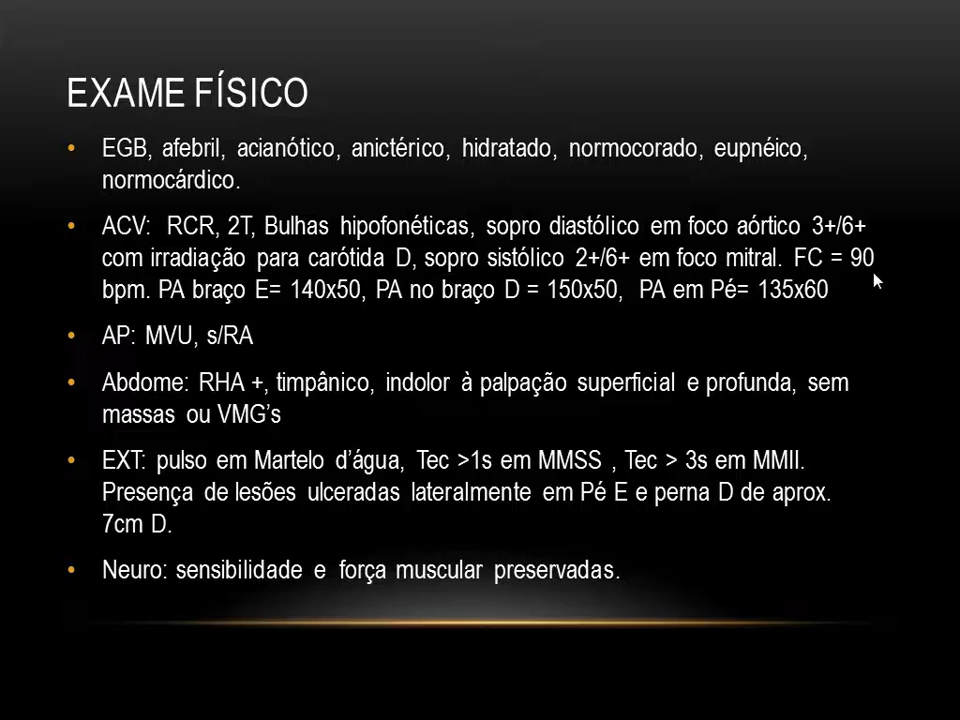 EXAME FÍSICO
• EGB, afebril, acianótico, anictérico, hidratado, normocorado, eupnéico,
normocárdico.
• ACV: RCR, 2T, Bulhas hipofonéticas, sopro diastólico em foco aórtico 3+/6+
com irradiação para carótida D, sopro sistólico 2+/6+ em foco mitral. FC = 90
bpm. PA braço E= 140x50, PA no braço D = 150x50, PA em Pé= 135x60
• AP: MVU, s/RA
• Abdome: RHA +, timpânico, indolor à palpação superficial e profunda, sem
massas ou VMG’s
• EXT: pulso em Martelo d’água, Tec >1s em MMSS , Tec > 3s em MMII.
Presença de lesões ulceradas lateralmente em Pé E e perna D de aprox.
7cm D.
• Neuro: sensibilidade e força muscular preservadas.